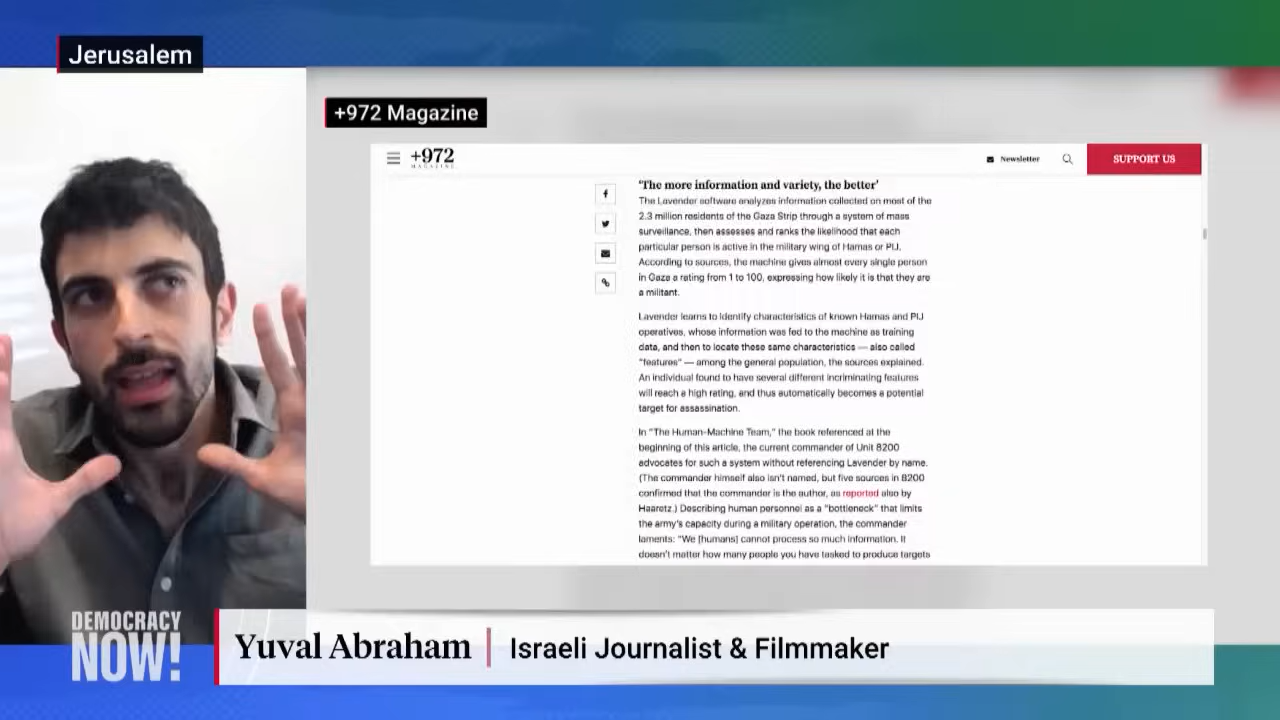 Jerusalem
+972 Magazine
+972
MAGAZINE
Newsletter
SUPPORT US
‘The more information and variety, the better’
The Lavender software analyzes information collected on most of the
2.3 million residents of the Gaza Strip through a system of mass
surveillance, then assesses and ranks the likelihood that each
particular person is active in the military wing of Hamas or PIJ.
According to sources, the machine gives almost every single person
in Gaza a rating from 1 to 100, expressing how likely it is that they are
a militant.
Lavender learns to identify characteristics of known Hamas and PIJ
operatives, whose information was fed to the machine as training
data, and then to locate these same characteristics — also called
“features” — among the general population, the sources explained.
An individual found to have several different incriminating features
will reach a high rating, and thus automatically becomes a potential
target for assassination.
In “The Human-Machine Team,” the book referenced at the
beginning of this article, the current commander of Unit 8200
advocates for such a system without referencing Lavender by name.
(The commander himself also isn’t named, but five sources in 8200
confirmed that the commander is the author, as reported also by
Haaretz.) Describing human personnel as a “bottleneck” that limits
the army’s capacity during a military operation, the commander
laments: “We [humans] cannot process so much information. It
doesn’t matter how many people you have tasked to produce targets
DEMOCRACY
NOW!
Yuval Abraham
Israeli Journalist & Filmmaker